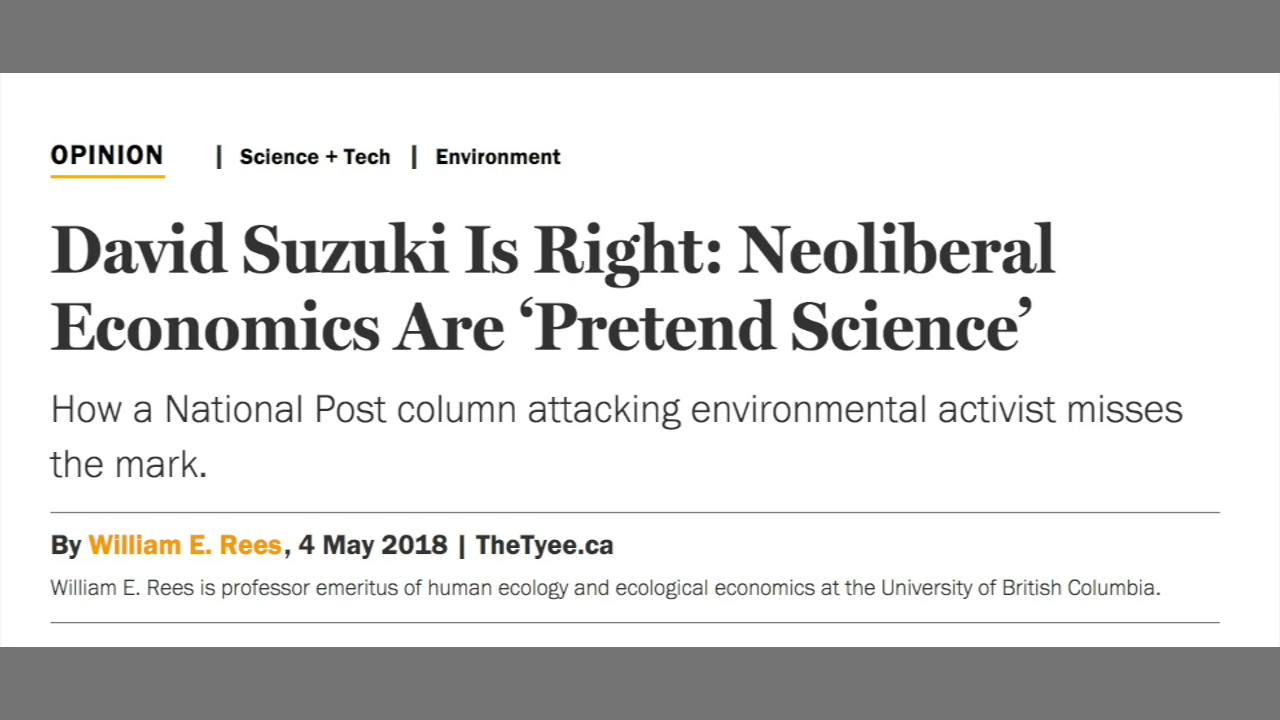 OPINION | Science + Tech | Environment
David Suzuki Is Right: Neoliberal
Economics Are ‘Pretend Science’
How a National Post column attacking environmental activist misses
the mark.
By William E. Rees, 4 May 2018 | TheTyee.ca
William E. Rees is professor emeritus of human ecology and ecological economics at the University of British Columbia.